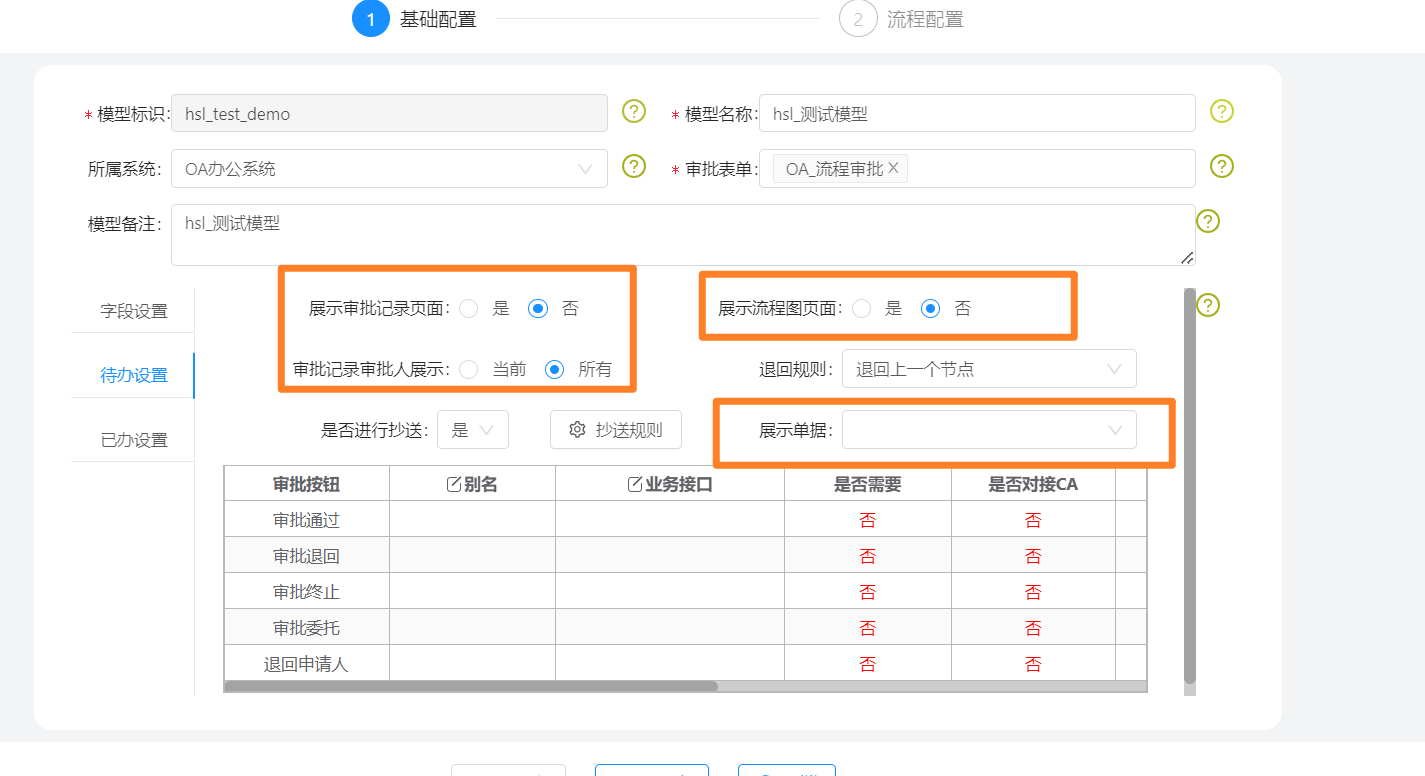 1 基础配置 2 流程配置
* 模型标识: hsl_test_demo ? * 模型名称: hsl_测试模型 ?
所属系统: OA办公系统 ? * 审批表单: OA_流程审批 ?
模型备注: hsl_测试模型 ?
字段设置 展示审批记录页面: 是 否 展示流程图页面: 是 否 ?
待办设置 审批记录审批人展示: 当前 所有 退回规则: 退回上一个节点
已办设置 是否进行抄送: 是 抄送规则 展示单据:
审批按钮 别名 业务接口 是否需要 是否对接CA
审批通过 否 否
审批退回 否 否
审批终止 否 否
审批委托 否 否
退回申请人 否 否